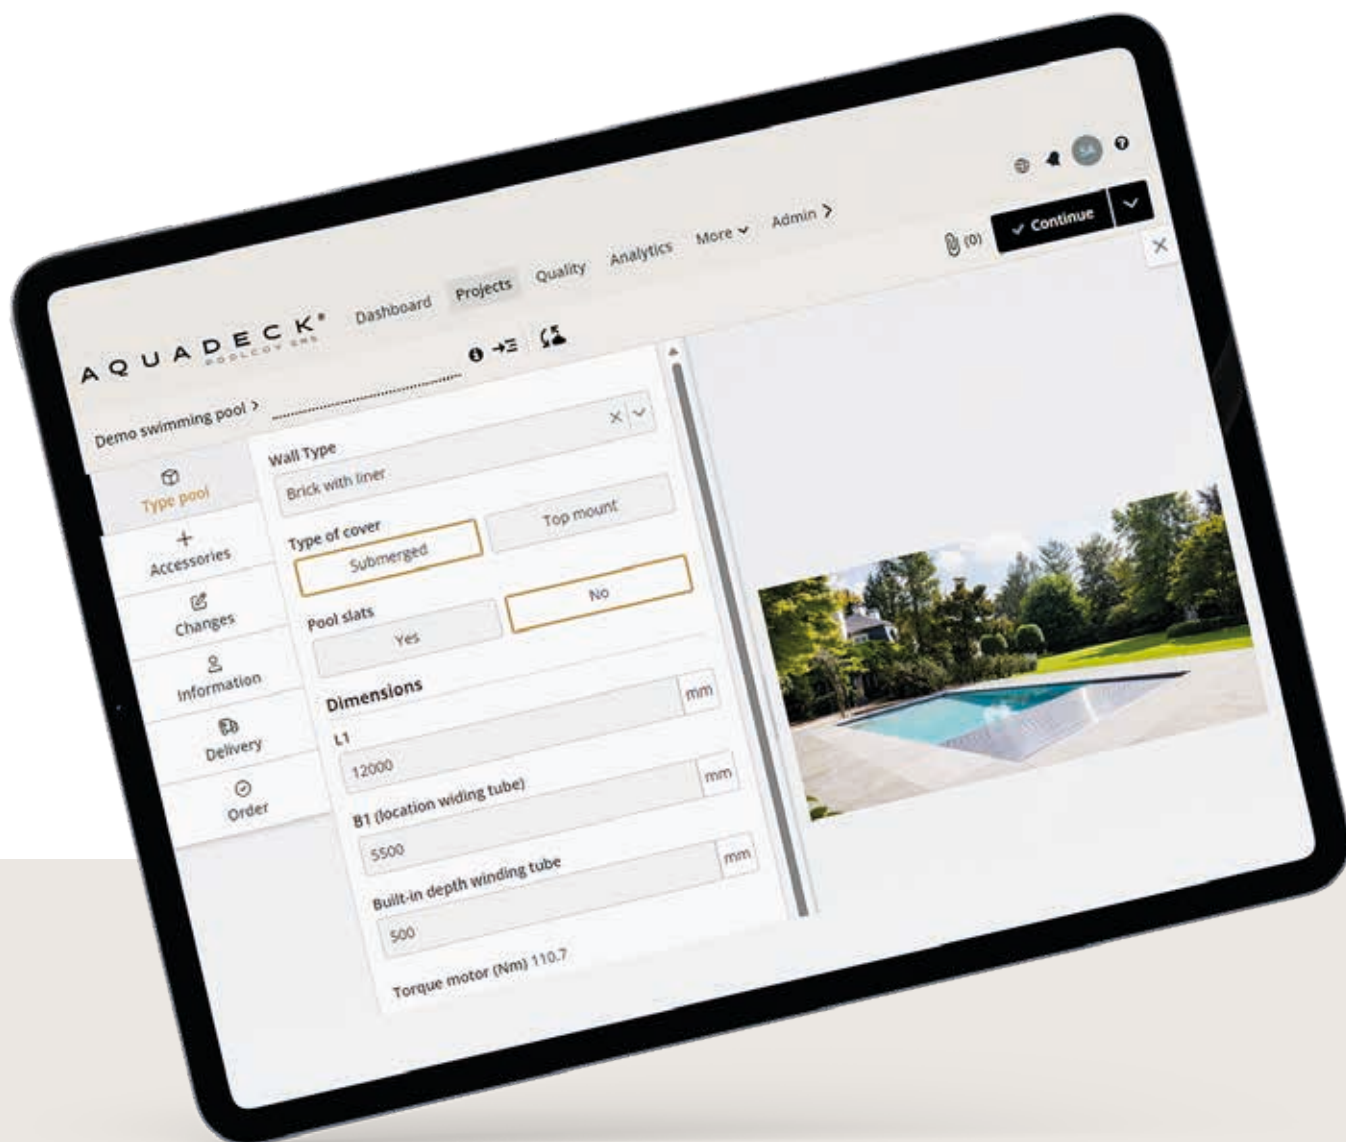 AQUADECK®
POOLCOVERS
Dashboard Projects Quality Analytics More Admin
SA
(0) Continue
Demo swimming pool
Type pool
Accessories
Changes
Information
Delivery
Order
Wall Type
Brick with liner
Type of cover
Submerged Top mount
Pool slats
Yes No
Dimensions
L1
12000 mm
B1 (location widing tube)
5500 mm
Built-in depth winding tube
500 mm
Torque motor (Nm) 110.7